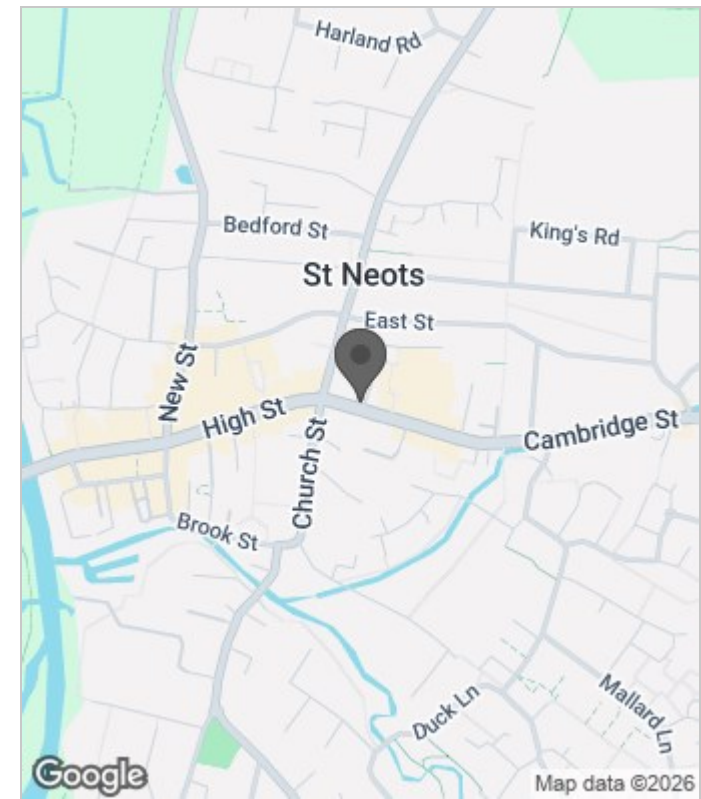 Harland Rd
Bedford St
King's Rd
St Neots
East St
New St
High St
Church St
Cambridge St
Brook St
Duck Ln
Mallard Ln
Google
Map data ©2026